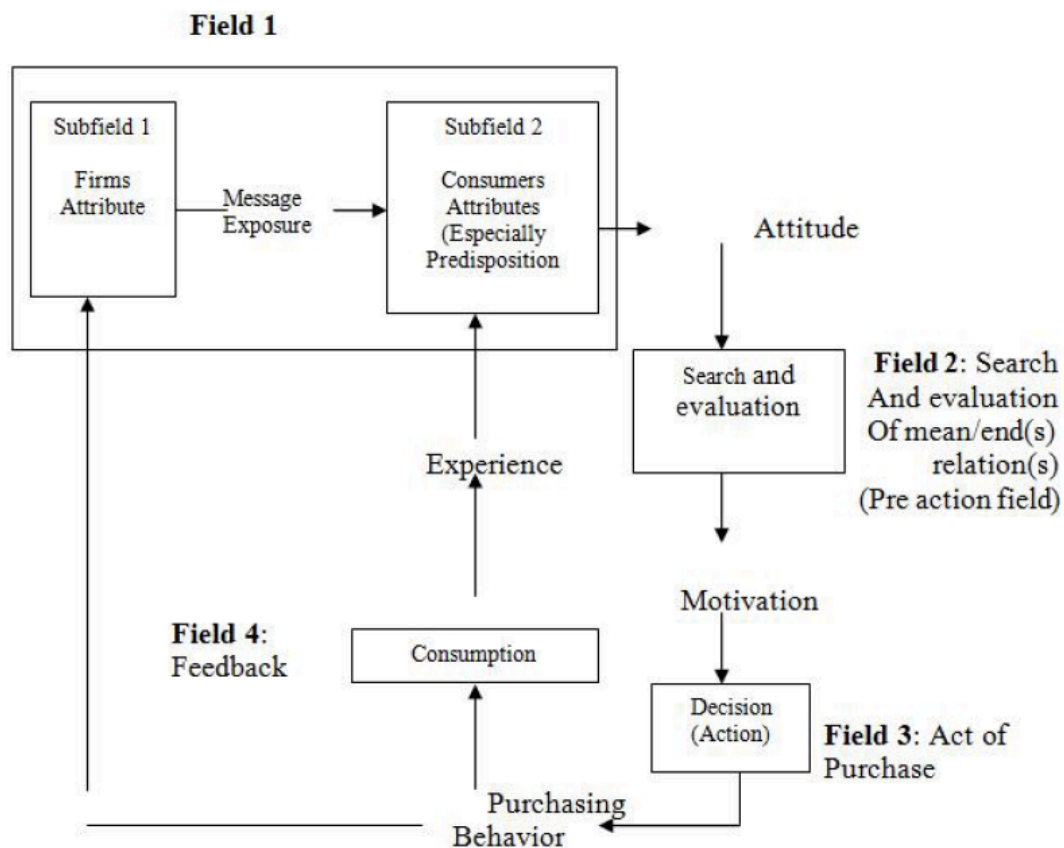 Field 1
Subfield 1
Firms
Attribute
Message
Exposure
Subfield 2
Consumers
Attributes
(Especially
Predisposition
Attitude
Search and
evaluation
Field 2: Search
And evaluation
Of mean/end(s)
relation(s)
(Pre action field)
Experience
Motivation
Field 4:
Feedback
Consumption
Decision
(Action)
Field 3: Act of
Purchase
Purchasing
Behavior